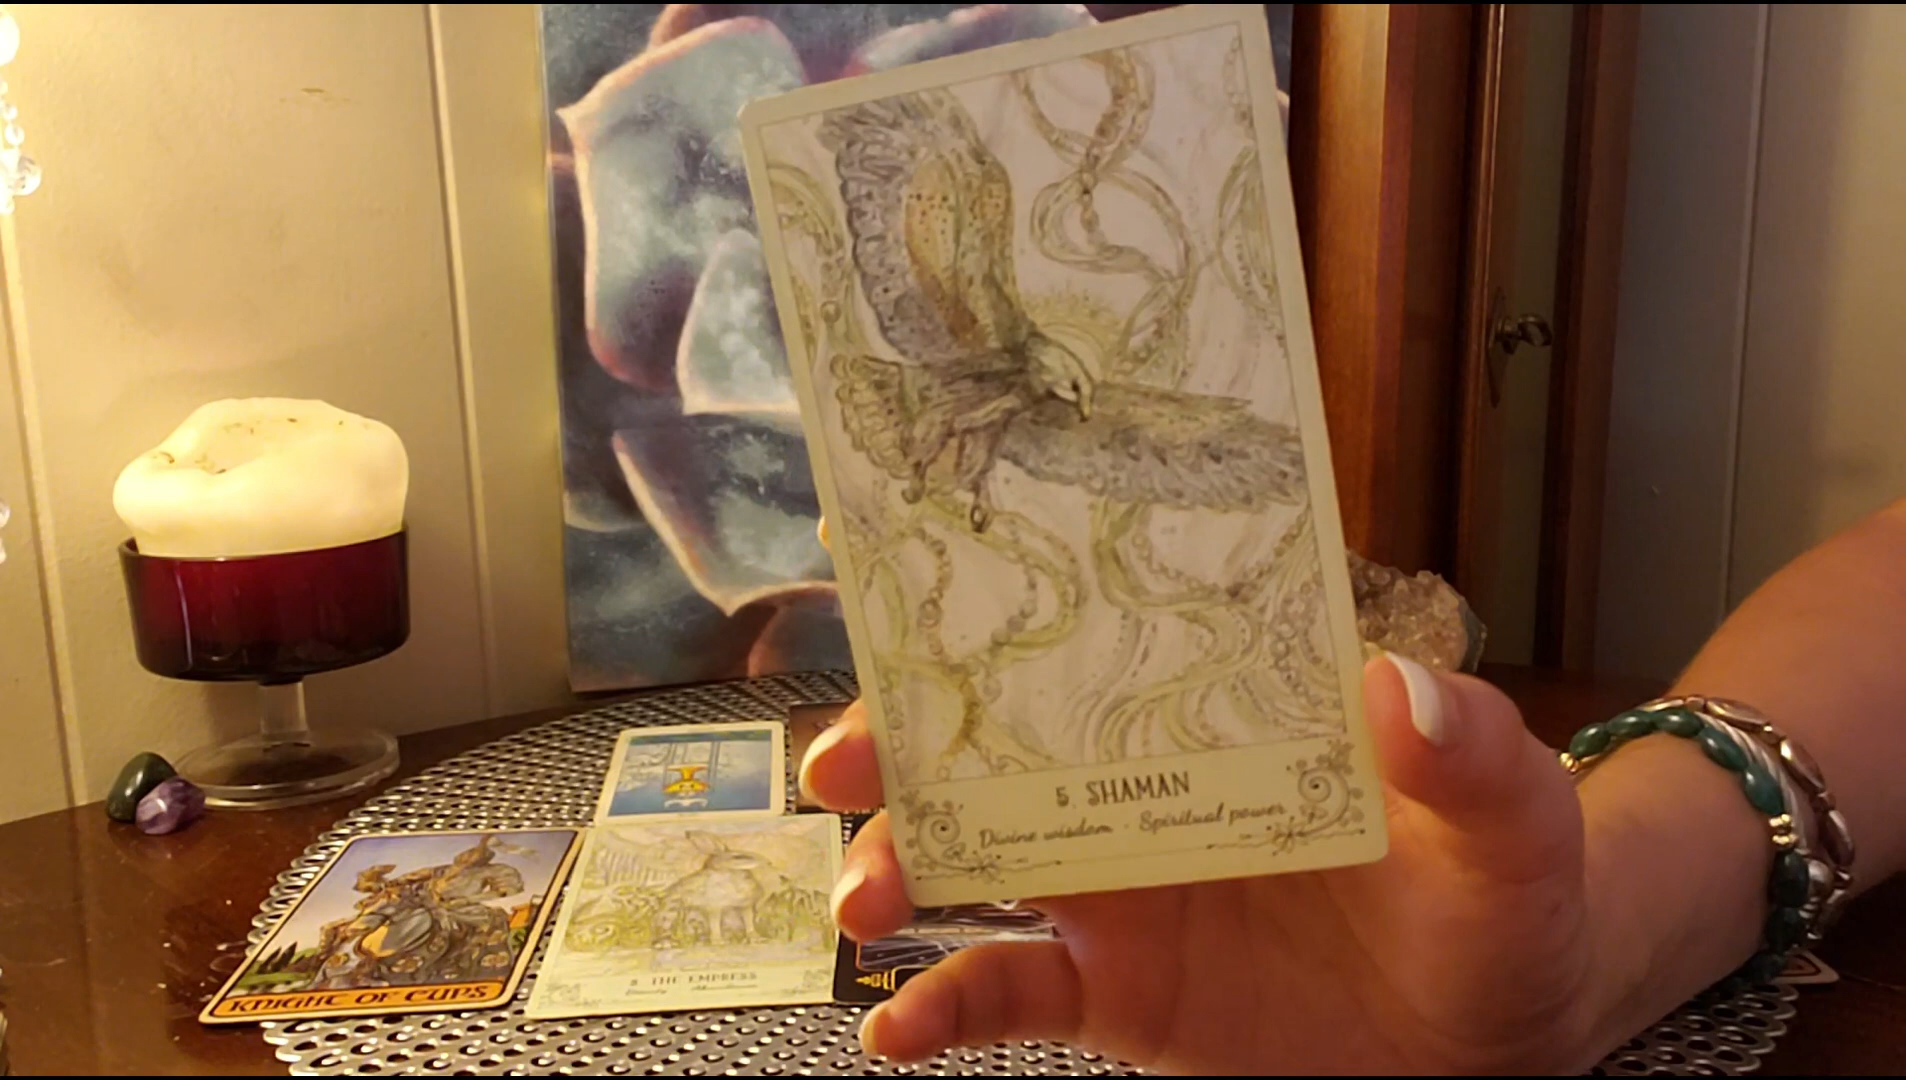 5. SHAMAN
Divine wisdom - Spiritual power
KNIGHT OF CUPS
THE EMPRESS